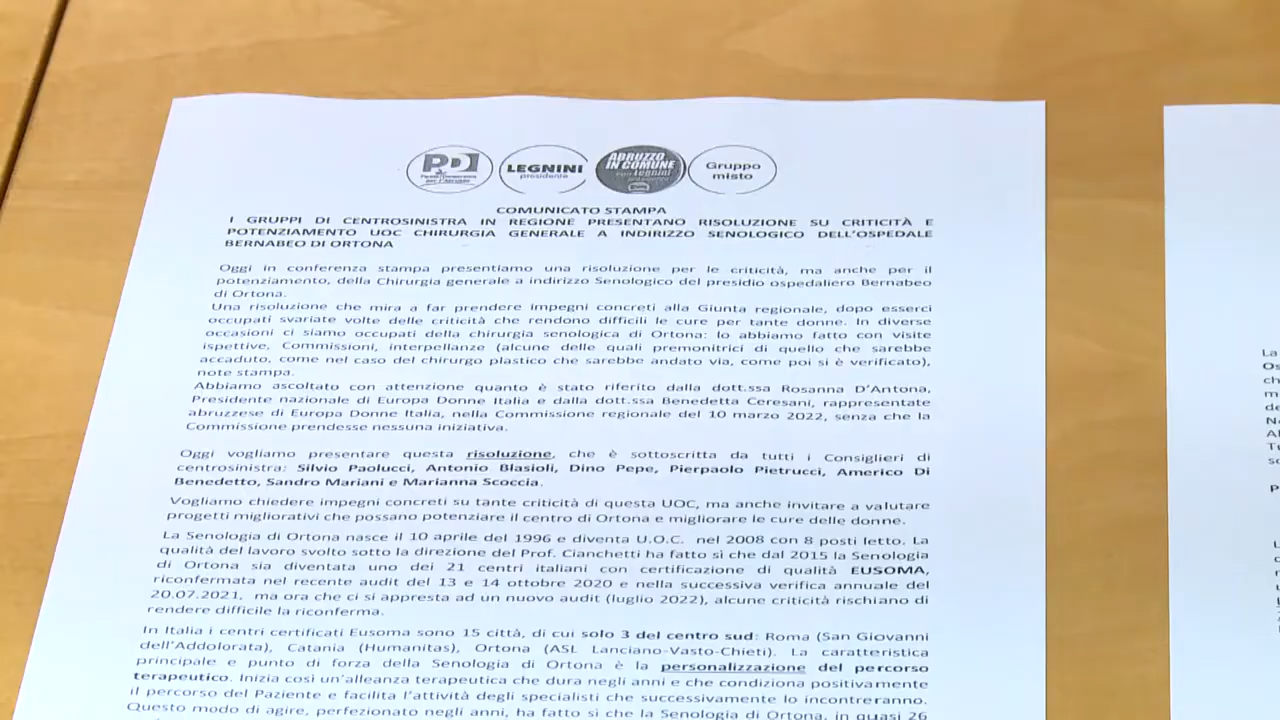 PD
LEGNINI
presidente
ABRUZZO
IN COMUNE
Legnini
Gruppo
misto
COMUNICATO STAMPA
I GRUPPI DI CENTROSINISTRA IN REGIONE PRESENTANO RISOLUZIONE SU CRITICITÀ E
POTENZIAMENTO UOC CHIRURGIA GENERALE A INDIRIZZO SENOLOGICO DELL'OSPEDALE
BERNABEO DI ORTONA
Oggi in conferenza stampa presentiamo una risoluzione per le criticità, ma anche per il
potenziamento, della Chirurgia generale a indirizzo Senologico del presidio ospedaliero Bernabeo
di Ortona.
Una risoluzione che mira a far prendere impegni concreti alla Giunta regionale, dopo esserci
occupati svariate volte delle criticità che rendono difficili le cure per tante donne. In diverse
occasioni ci siamo occupati della chirurgia senologica di Ortona: lo abbiamo fatto con visite
ispettive, Commissioni, interpellanze (alcune delle quali premonitrici di quello che sarebbe
accaduto, come nel caso del chirurgo plastico che sarebbe andato via, come poi si è verificato),
note stampa.
Abbiamo ascoltato con attenzione quanto è stato riferito dalla dott.ssa Rosanna D'Antona,
Presidente nazionale di Europa Donne Italia e dalla dott.ssa Benedetta Ceresani, rappresentate
abruzzese di Europa Donne Italia, nella Commissione regionale del 10 marzo 2022, senza che la
Commissione prendesse nessuna iniziativa.
Oggi vogliamo presentare questa risoluzione, che è sottoscritta da tutti i Consiglieri di
centrosinistra: Silvio Paolucci, Antonio Blasioli, Dino Pepe, Pierpaolo Pietrucci, Americo Di
Benedetto, Sandro Mariani e Marianna Scoccia.
Vogliamo chiedere impegni concreti su tante criticità di questa UOC, ma anche invitare a valutare
progetti migliorativi che possano potenziare il centro di Ortona e migliorare le cure delle donne.
La Senologia di Ortona nasce il 10 aprile del 1996 e diventa U.O.C. nel 2008 con 8 posti letto. La
qualità del lavoro svolto sotto la direzione del Prof. Cianchetti ha fatto sì che dal 2015 la Senologia
di Ortona sia diventata uno dei 21 centri italiani con certificazione di qualità EUSOMA,
riconfermata nel recente audit del 13 e 14 ottobre 2020 e nella successiva verifica annuale del
20.07.2021, ma ora che ci si appresta ad un nuovo audit (luglio 2022), alcune criticità rischiano di
rendere difficile la riconferma.
In Italia i centri certificati Eusoma sono 15 città, di cui solo 3 del centro sud: Roma (San Giovanni
dell'Addolorata), Catania (Humanitas), Ortona (ASL Lanciano-Vasto-Chieti). La caratteristica
principale e punto di forza della Senologia di Ortona è la personalizzazione del percorso
terapeutico. Inizia così un'alleanza terapeutica che dura negli anni e che condiziona positivamente
il percorso del Paziente e facilita l'attività degli specialisti che successivamente lo incontreranno.
Questo modo di agire, perfezionato negli anni, ha fatto sì che la Senologia di Ortona, in quasi 26
La
Os